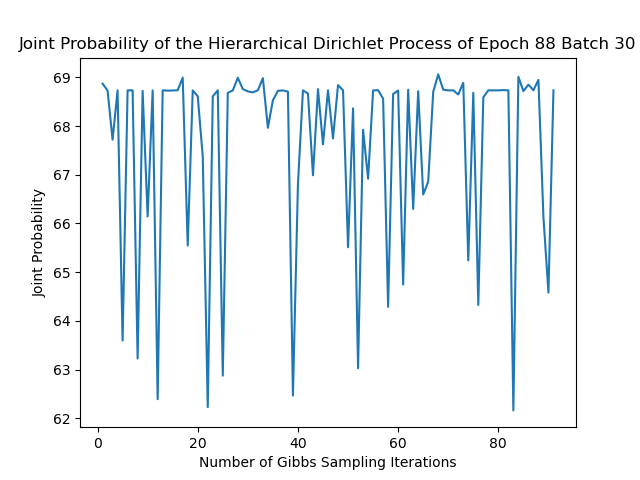 Joint Probability of the Hierarchical Dirichlet Process of Epoch 88 Batch 30
69
68
67
66
65
64
63
62
Joint Probability
0 20 40 60 80
Number of Gibbs Sampling Iterations